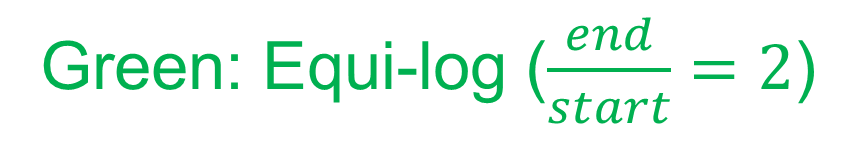 Green: Equi-log (end/start = 2)